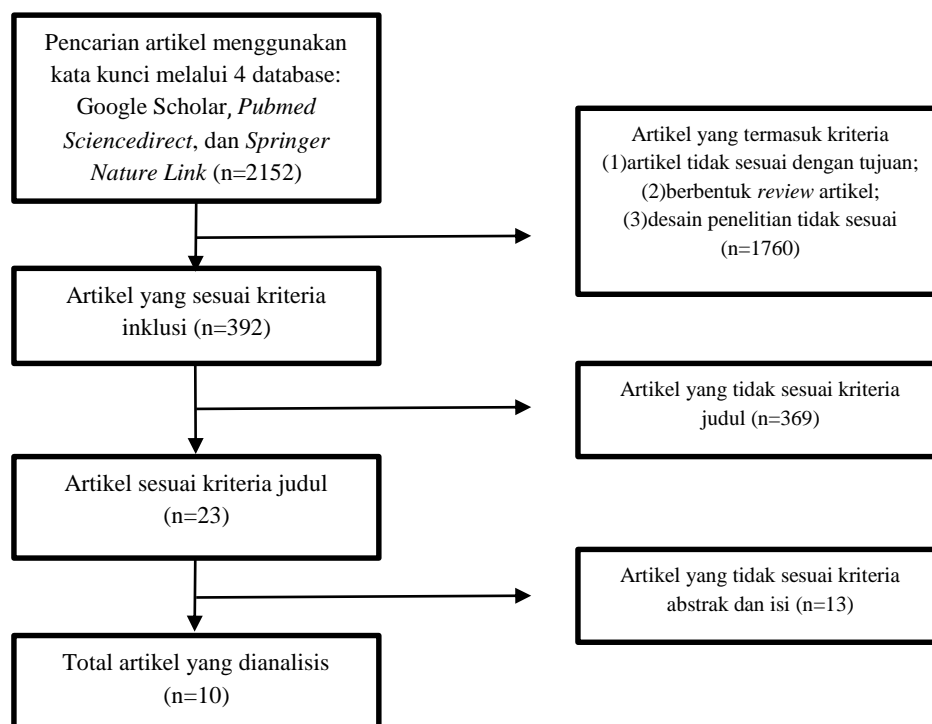 Pencarian artikel menggunakan
kata kunci melalui 4 database:
Google Scholar, Pubmed
Sciencedirect, dan Springer
Nature Link (n=2152)
Artikel yang termasuk kriteria
(1)artikel tidak sesuai dengan tujuan;
(2)berbentuk review artikel;
(3)desain penelitian tidak sesuai
(n=1760)
Artikel yang sesuai kriteria
inklusi (n=392)
Artikel yang tidak sesuai kriteria
judul (n=369)
Artikel sesuai kriteria judul
(n=23)
Artikel yang tidak sesuai kriteria
abstrak dan isi (n=13)
Total artikel yang dianalisis
(n=10)